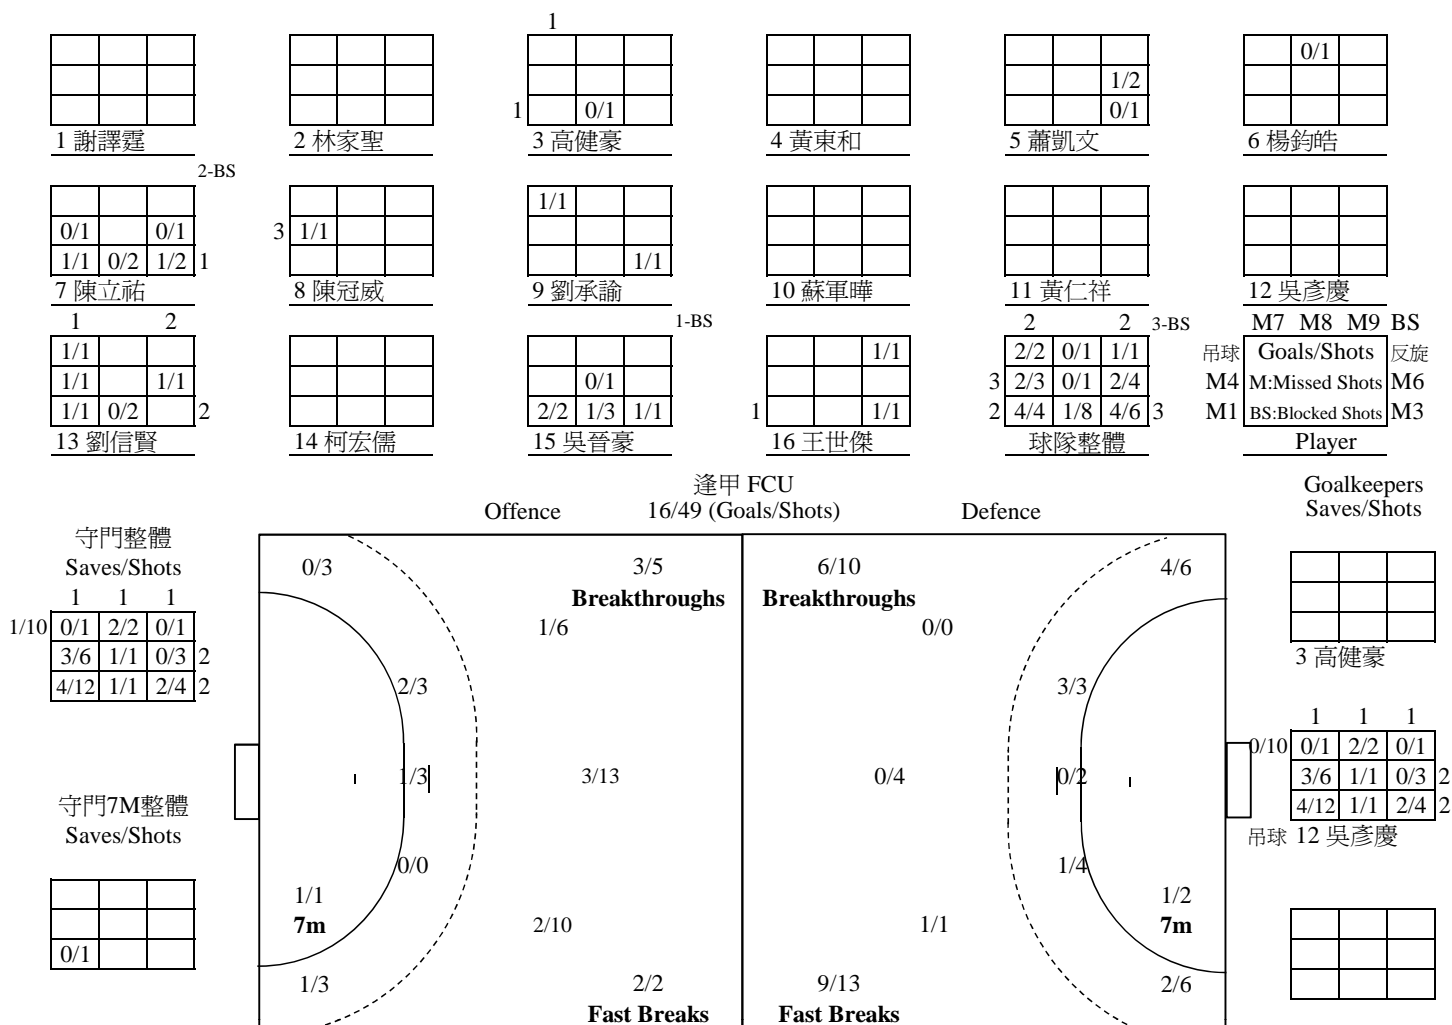 1
0/1
1/2
1 0/1 0/1
1 謝譯霆 2 林家聖 3 高健豪 4 黃東和 5 蕭凱文 6 楊鈞皓
2-BS
1/1
0/1 0/1 3 1/1
1/1 0/2 1/2 1 1/1
7 陳立祐 8 陳冠威 9 劉承諭 10 蘇軍曄 11 黃仁祥 12 吳彥慶
1 2 1-BS 2 2 3-BS M7 M8 M9 BS
1/1 1/1 2/2 0/1 1/1 吊球 Goals/Shots 反旋
1/1 1/1 0/1 3 2/3 0/1 2/4 M4 M:Missed Shots M6
1/1 0/2 2 2/2 1/3 1/1 1 1/1 2 4/4 1/8 4/6 3 M1 BS:Blocked Shots M3
13 劉信賢 14 柯宏儒 15 吳晉豪 16 王世傑 球隊整體 Player
逢甲 FCU
Offence 16/49 (Goals/Shots) Defence
Goalkeepers
Saves/Shots
守門整體
Saves/Shots
1 1 1
1/10 0/1 2/2 0/1
3/6 1/1 0/3 2
4/12 1/1 2/4 2
守門7M整體
Saves/Shots
0/1
0/3 3/5 6/10 4/6
Breakthroughs Breakthroughs
1/6 0/0
2/3 3/3
1/3 3/13 0/4 0/2
0/0 1/4
1/1 1/2
7m 2/10 1/1 7m
1/3 2/2 9/13 2/6
Fast Breaks Fast Breaks
3 高健豪
1 1 1
0/10 0/1 2/2 0/1
3/6 1/1 0/3 2
4/12 1/1 2/4 2
吊球 12 吳彥慶